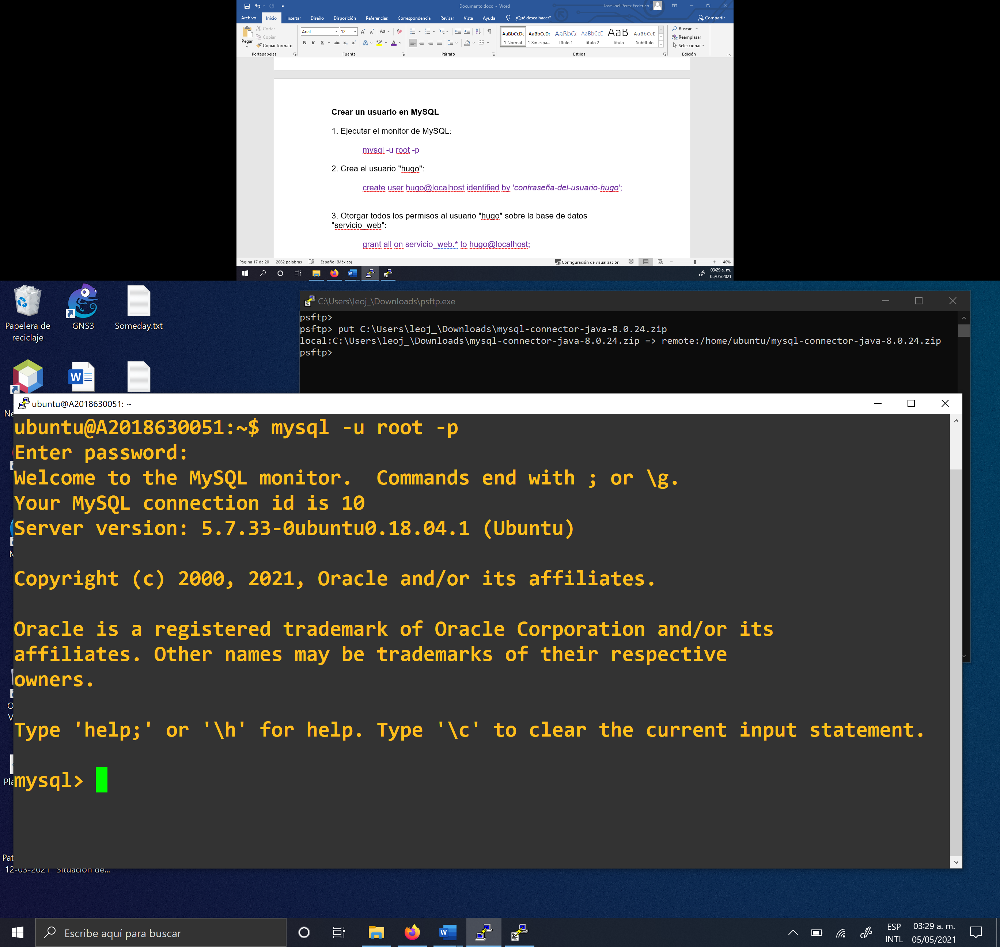 Documento.docx - Word
Jose Joel Perez Federico
Archivo Inicio Insertar Diseño Disposición Referencias Correspondencia Revisar Vista Ayuda ¿Qué desea hacer? Compartir
Pegar
Cortar
Copiar
Copiar formato
Portapapeles
Arial 12
Aa
N K S abc x₂ x²
Fuente
Párrafo
AaBbCcDc AaBbCcDc AaBbC AaBbCcE AaB AaBbCcC
¶ Normal ¶ Sin espa... Título 1 Título 2 Título Subtítulo
Estilos
Buscar
Reemplazar
Seleccionar
Edición
Crear un usuario en MySQL
1. Ejecutar el monitor de MySQL:
mysql -u root -p
2. Crea el usuario "hugo":
create user hugo@localhost identified by 'contraseña-del-usuario-hugo';
3. Otorgar todos los permisos al usuario "hugo" sobre la base de datos
"servicio_web":
grant all on servicio_web.* to hugo@localhost;
Página 17 de 20 2062 palabras Español (México) Configuración de visualización 140%
03:29 a. m.
05/05/2021
Papelera de
reciclaje
GNS3
Someday.txt
C:\Users\leoj_\Downloads\psftp.exe
psftp>
psftp> put C:\Users\leoj_\Downloads\mysql-connector-java-8.0.24.zip
local:C:\Users\leoj_\Downloads\mysql-connector-java-8.0.24.zip => remote:/home/ubuntu/mysql-connector-java-8.0.24.zip
psftp>
ubuntu@A2018630051: ~
ubuntu@A2018630051:~$ mysql -u root -p
Enter password:
Welcome to the MySQL monitor.  Commands end with ; or \g.
Your MySQL connection id is 10
Server version: 5.7.33-0ubuntu0.18.04.1 (Ubuntu)
Copyright (c) 2000, 2021, Oracle and/or its affiliates.
Oracle is a registered trademark of Oracle Corporation and/or its
affiliates. Other names may be trademarks of their respective
owners.
Type 'help;' or '\h' for help. Type '\c' to clear the current input statement.
mysql>
12-03-2021 Situación de...
Escribe aquí para buscar
ESP
INTL
03:29 a. m.
05/05/2021